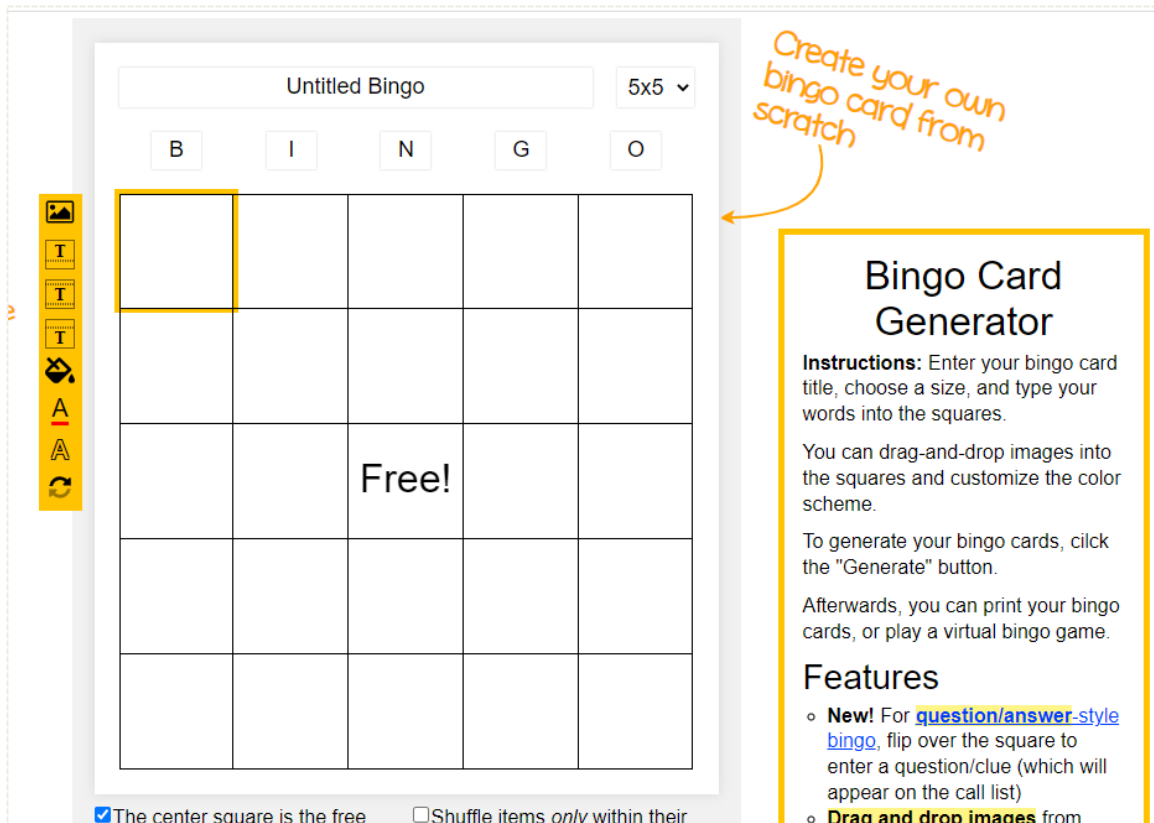 Create your own
bingo card from
scratch
Untitled Bingo
5x5
B I N G O
T
T
T
A
A
Free!
Bingo Card
Generator
Instructions: Enter your bingo card
title, choose a size, and type your
words into the squares.
You can drag-and-drop images into
the squares and customize the color
scheme.
To generate your bingo cards, cilck
the "Generate" button.
Afterwards, you can print your bingo
cards, or play a virtual bingo game.
Features
New! For question/answer-style
bingo, flip over the square to
enter a question/clue (which will
appear on the call list)
Drag and drop images from
The center square is the free
Shuffle items only within their